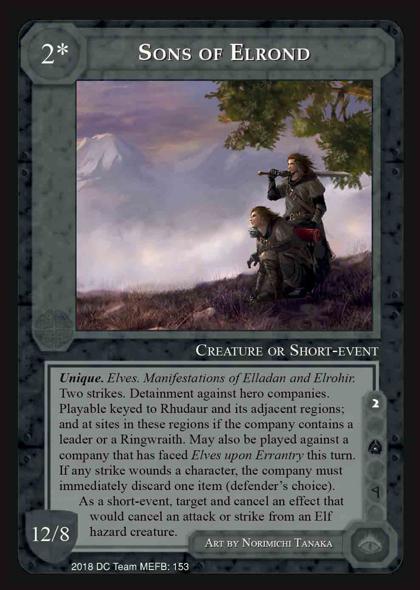 2*
SONS OF ELROND
CREATURE OR SHORT-EVENT
Unique. Elves. Manifestations of Elladan and Elrohir.
Two strikes. Detainment against hero companies.
Playable keyed to Rhudaur and its adjacent regions;
and at sites in these regions if the company contains a
leader or a Ringwraith. May also be played against a
company that has faced Elves upon Errantry this turn.
If any strike wounds a character, the company must
immediately discard one item (defender's choice).
As a short-event, target and cancel an effect that
would cancel an attack or strike from an Elf
hazard creature.
2
12/8
ART BY NORIMICHI TANAKA
2018 DC Team MEFB: 153